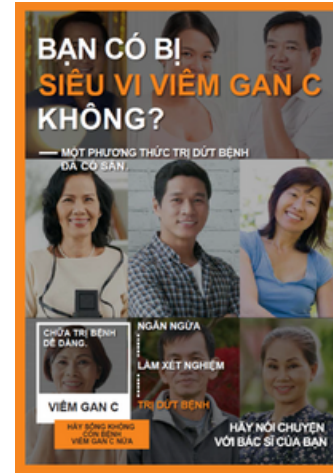 BẠN CÓ BỊ
SIÊU VI VIÊM GAN C
KHÔNG?
MỘT PHƯƠNG THỨC TRỊ DỨT BỆNH
ĐÃ CÓ SẴN.
CHỮA TRỊ BỆNH
DỄ DÀNG.
VIÊM GAN C
HÃY SỐNG KHÔNG
CÒN BỆNH
VIÊM GAN C NỮA
NGĂN NGỪA
LÀM XÉT NGHIỆM
TRỊ DỨT BỆNH
HÃY NÓI CHUYỆN
VỚI BÁC SĨ CỦA BẠN